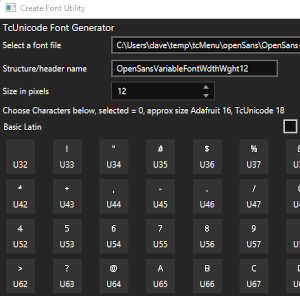 Create Font Utility
TcUnicode Font Generator
Select a font file C:\Users\dave\temp\tcMenu\openSans\OpenSans-
Structure/header name OpenSansVariableFontWdthWght12
Size in pixels 12
Choose Characters below, selected = 0, approx size Adafruit 16, TcUnicode 18
Basic Latin
! " # $ %
U32 U33 U34 U35 U36 U37
* + , - . /
U42 U43 U44 U45 U46 U47
4 5 6 7 8 9
U52 U53 U54 U55 U56 U57
> ? @ A B C
U62 U63 U64 U65 U66 U67